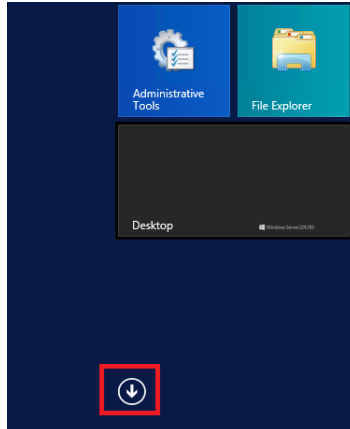 Administrative
Tools
File Explorer
Desktop
Windows Server 2012 R2